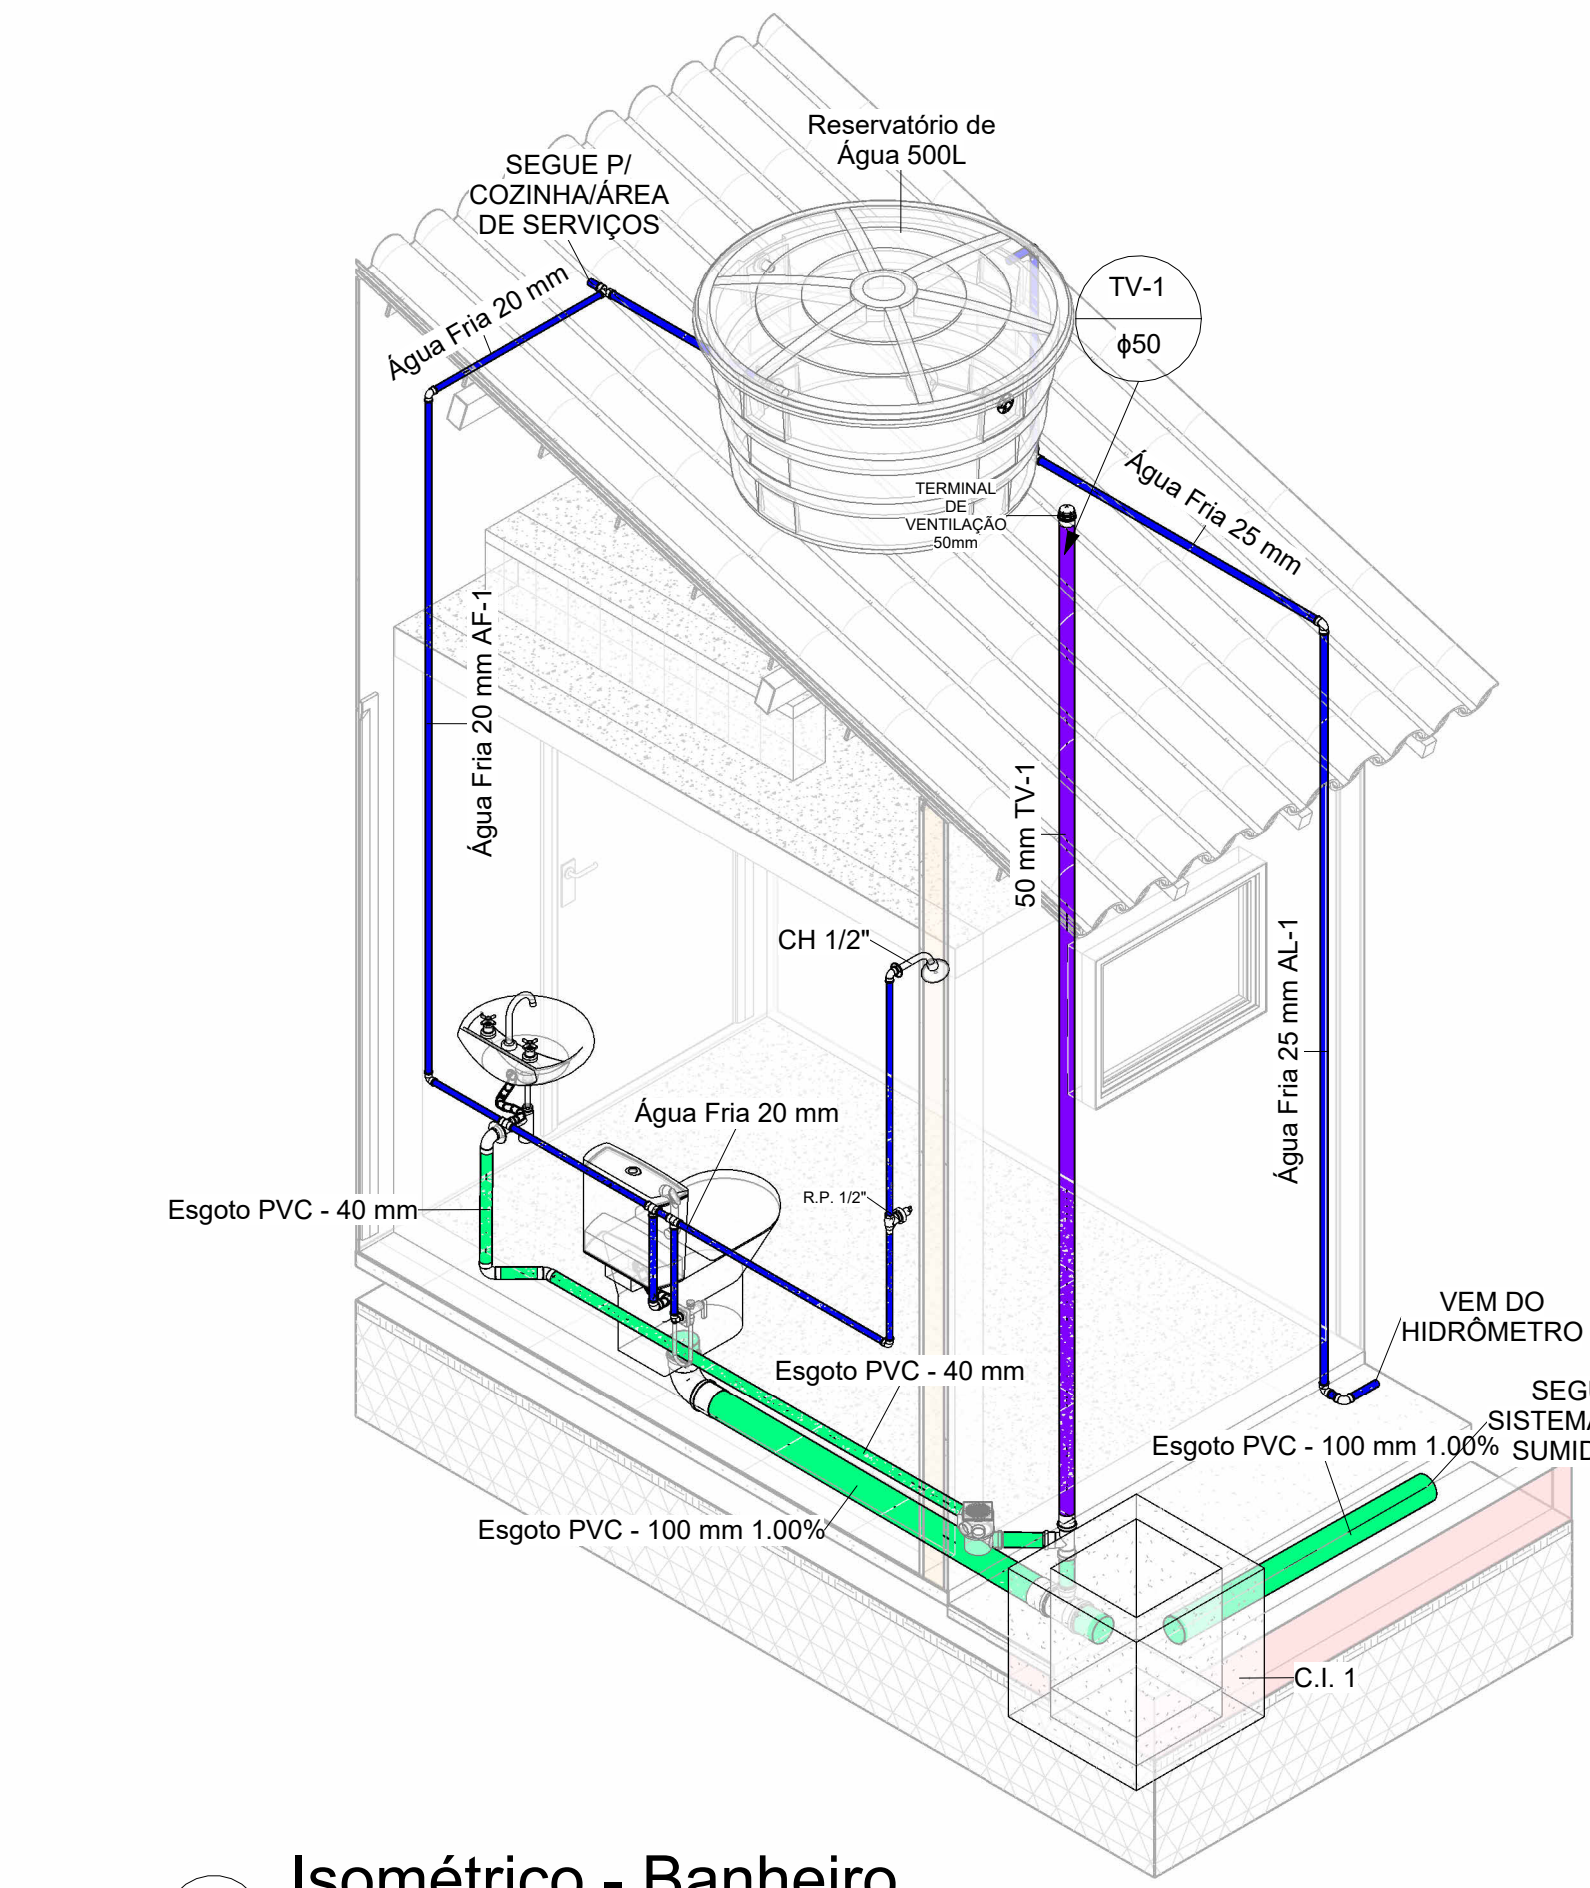 Reservatório de
Água 500L
SEGUE P/
COZINHA/ÁREA
DE SERVIÇOS
Água Fria 20 mm
TV-1
ϕ50
TERMINAL
DE
VENTILAÇÃO
50mm
Água Fria 25 mm
Água Fria 20 mm AF-1
50 mm TV-1
CH 1/2"
Água Fria 25 mm AL-1
Água Fria 20 mm
R.P. 1/2"
Esgoto PVC - 40 mm
VEM DO
HIDRÔMETRO
Esgoto PVC - 40 mm
SISTEMA
Esgoto PVC - 100 mm 1.00%
Esgoto PVC - 100 mm 1.00%
C.I. 1
Isométrico - Banheiro